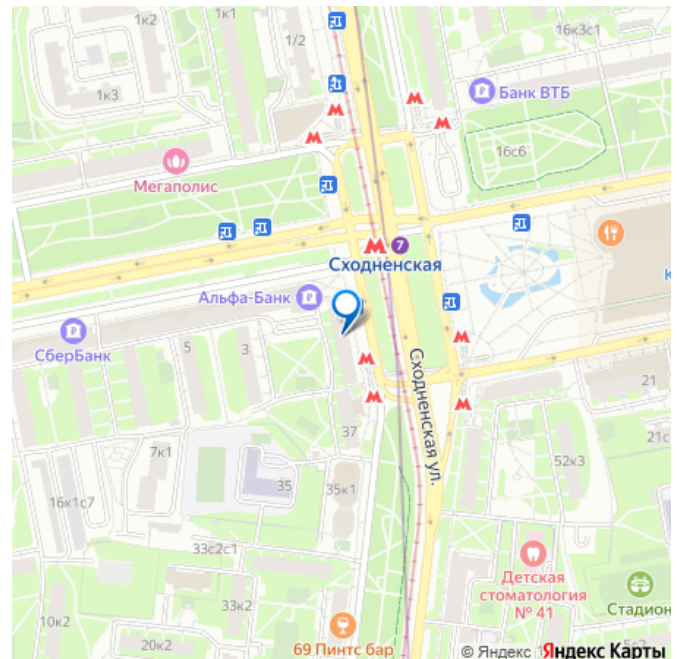 1к2
1к1
1/2
16к3с1
1к3
Банк ВТБ
16с6
Мегаполис
7
Сходненская
Альфа-Банк
СберБанк
5
3
Сходненская ул.
21
37
21с
7к1
52к3
16к1с7
35
35к1
33с2с1
Детская
стоматология
№ 41
Стадион
33к2
10к2
20к2
69 Пинтс бар
© Яндекс
Яндекс Карты